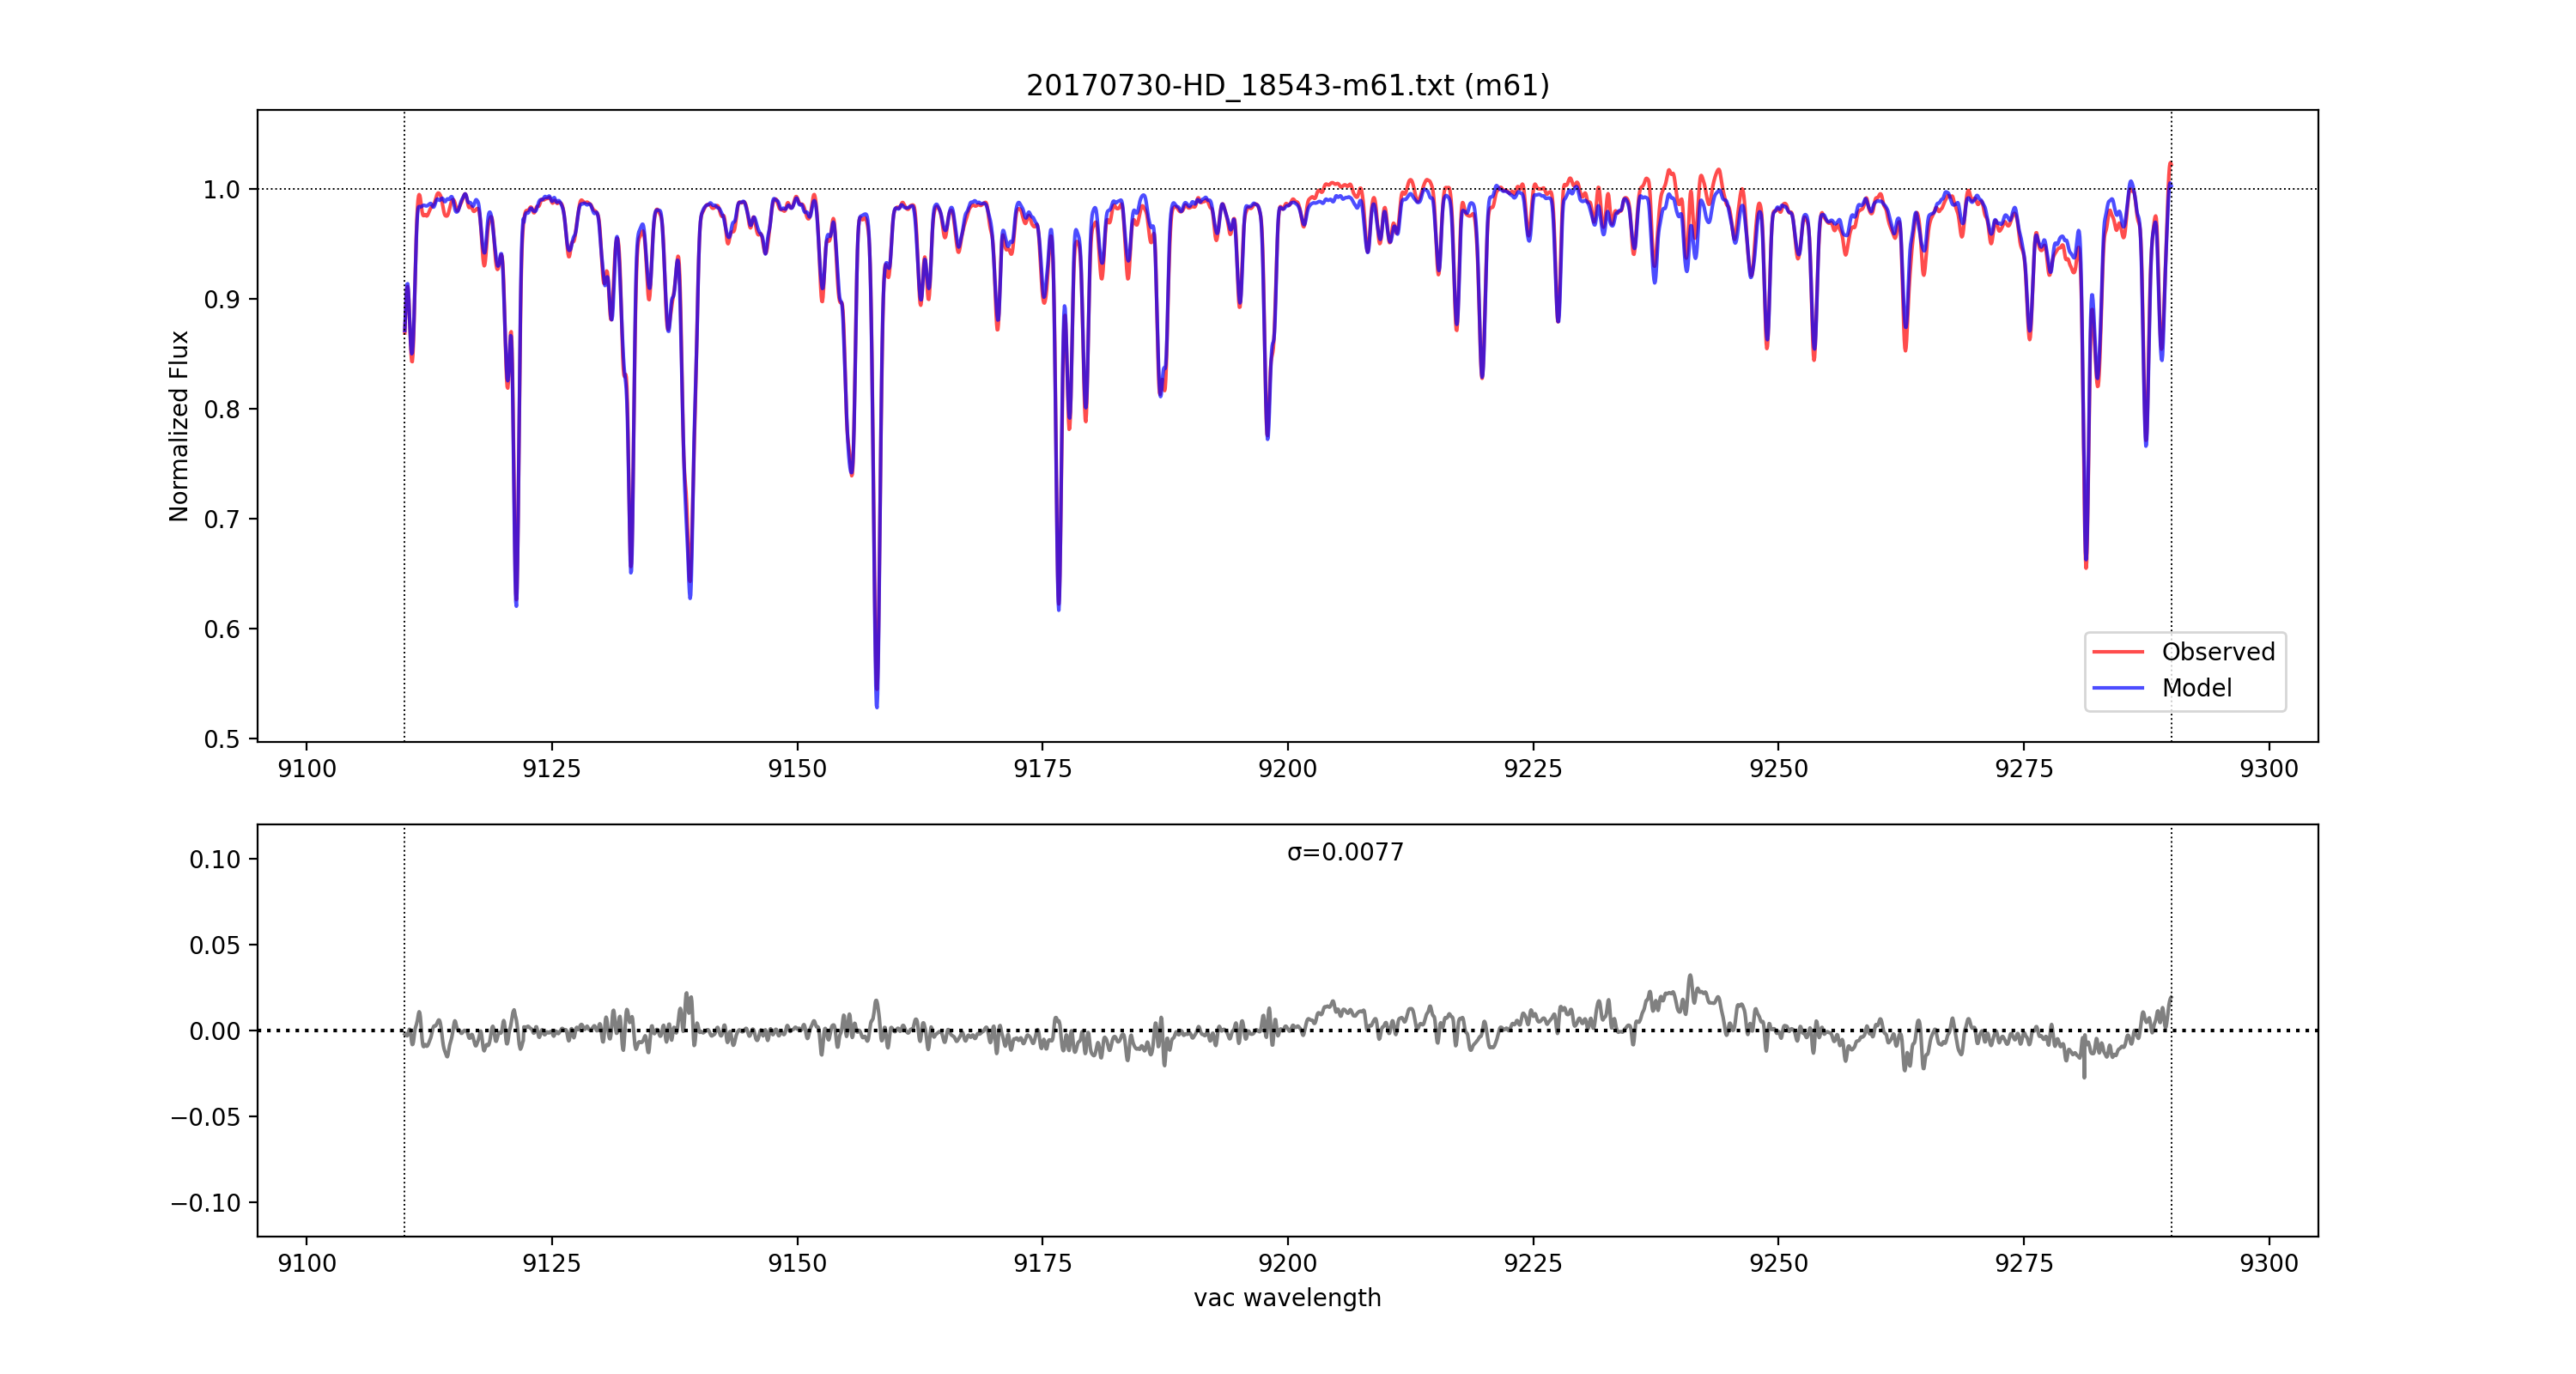 20170730-HD_18543-m61.txt (m61)
Normalized Flux
1.0
0.9
0.8
0.7
0.6
0.5
Observed
Model
9100 9125 9150 9175 9200 9225 9250 9275 9300
σ=0.0077
0.10
0.05
0.00
−0.05
−0.10
9100 9125 9150 9175 9200 9225 9250 9275 9300
vac wavelength